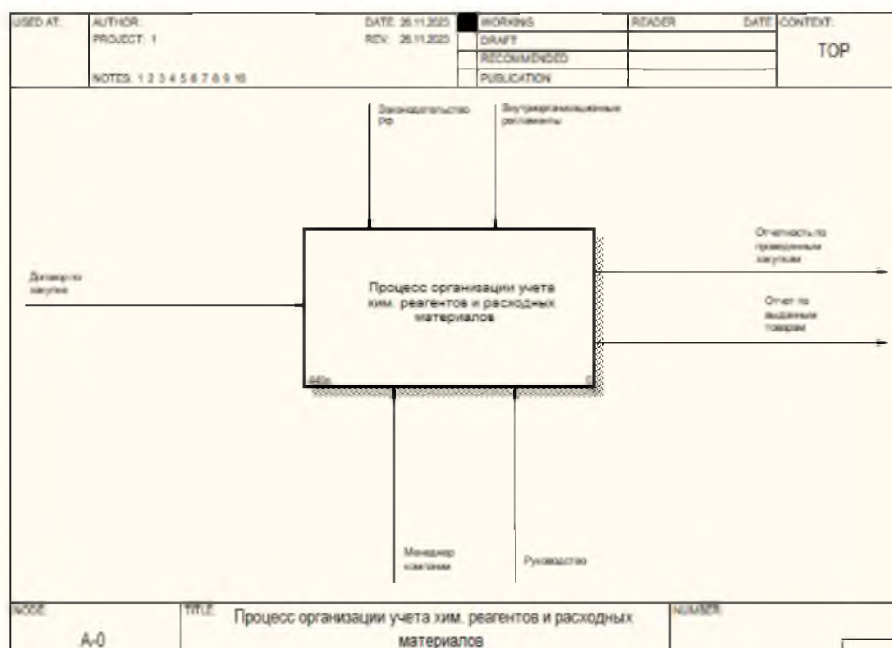 USED AT:
AUTHOR:
DATE: 26.11.2023
WORKING
READER
DATE
CONTEXT:
PROJECT: 1
REV: 26.11.2023
DRAFT
TOP
RECOMMENDED
NOTES: 1 2 3 4 5 6 7 8 9 10
PUBLICATION
Законодательство
РФ
Внутриорганизационные
регламенты
Отчетность по
проведенным
закупкам
Договор по
закупке
Процесс организации учета
хим. реагентов и расходных
материалов
Отчет по
выданным
товарам
Менеджер
компании
Руководство
NODE:
TITLE:
Процесс организации учета хим. реагентов и расходных
материалов
NUMBER:
A-0